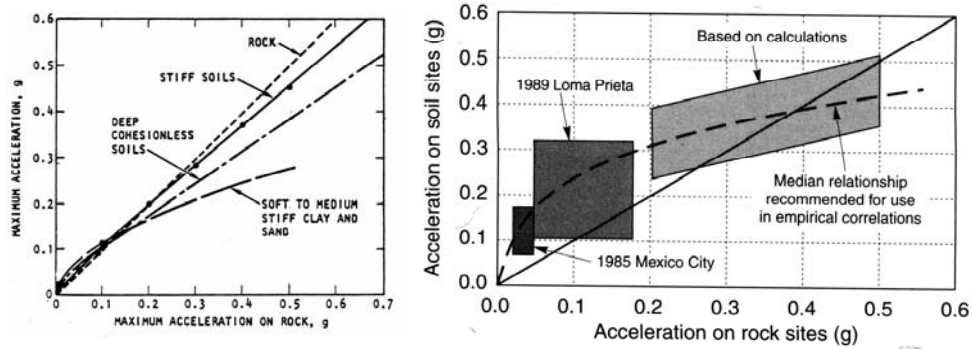 0.6
0.5
0.4
0.3
0.2
0.1
0
MAXIMUM ACCELERATION, g
ROCK
STIFF SOILS
DEEP
COHESIONLESS
SOILS
SOFT TO MEDIUM
STIFF CLAY AND
SAND
0
0.1
0.2
0.3
0.4
0.5
0.6
0.7
MAXIMUM ACCELERATION ON ROCK, g
0.6
0.5
0.4
0.3
0.2
0.1
0.0
Acceleration on soil sites (g)
Based on calculations
1989 Loma Prieta
Median relationship
recommended for use
in empirical correlations
1985 Mexico City
0.0
0.1
0.2
0.3
0.4
0.5
0.6
Acceleration on rock sites (g)